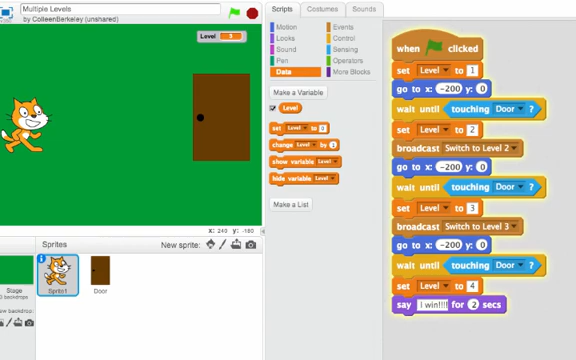 Multiple Levels
by ColleenBerkeley (unshared)
Level 3
x: 240 y: -180
Sprites
New sprite:
Stage
Sprite1
Door
backdrop:
Scripts
Costumes
Sounds
Motion
Looks
Sound
Pen
Data
Events
Control
Sensing
Operators
More Blocks
Make a Variable
Level
set Level to 0
change Level by 1
show variable Level
hide variable Level
Make a List
when clicked
set Level to 1
go to x: -200 y: 0
wait until touching Door ?
set Level to 2
broadcast Switch to Level 2
go to x: -200 y: 0
wait until touching Door ?
set Level to 3
broadcast Switch to Level 3
go to x: -200 y: 0
wait until touching Door ?
set Level to 4
say I win!!!! for 2 secs